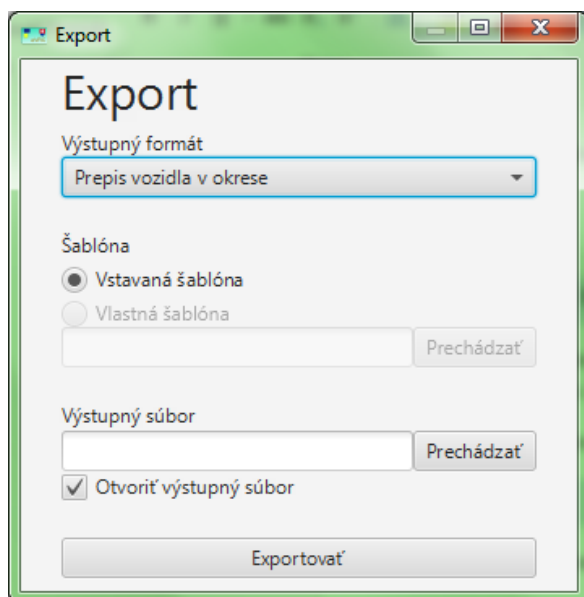 Export
Export
Výstupný formát
Prepis vozidla v okrese
Šablóna
Vstavaná šablóna
Vlastná šablóna
Prechádzať
Výstupný súbor
Prechádzať
Otvoriť výstupný súbor
Exportovať